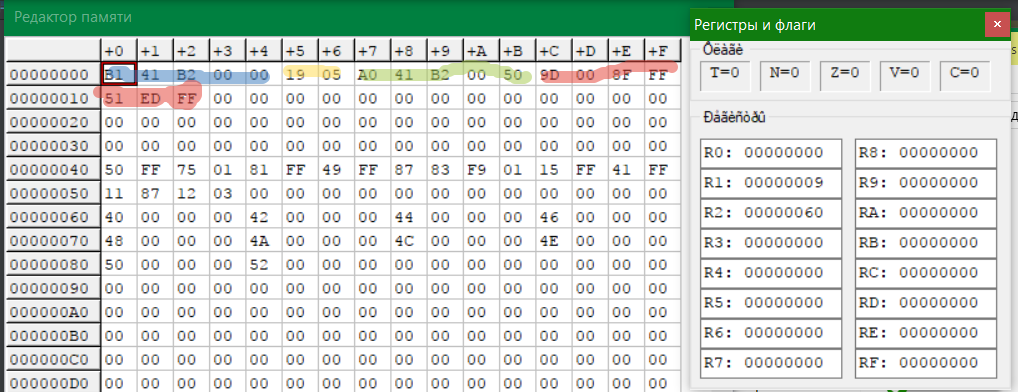 Редактор памяти
+0 +1 +2 +3 +4 +5 +6 +7 +8 +9 +A +B +C +D +E +F
00000000 B1 41 B2 00 00 19 05 A0 41 B2 00 50 9D 00 8F FF
00000010 51 ED FF 00 00 00 00 00 00 00 00 00 00 00 00 00
00000020 00 00 00 00 00 00 00 00 00 00 00 00 00 00 00 00
00000030 00 00 00 00 00 00 00 00 00 00 00 00 00 00 00 00
00000040 50 FF 75 01 81 FF 49 FF 87 83 F9 01 15 FF 41 FF
00000050 11 87 12 03 00 00 00 00 00 00 00 00 00 00 00 00
00000060 40 00 00 00 42 00 00 00 44 00 00 00 46 00 00 00
00000070 48 00 00 00 4A 00 00 00 4C 00 00 00 4E 00 00 00
00000080 50 00 00 00 52 00 00 00 00 00 00 00 00 00 00 00
00000090 00 00 00 00 00 00 00 00 00 00 00 00 00 00 00 00
000000A0 00 00 00 00 00 00 00 00 00 00 00 00 00 00 00 00
000000B0 00 00 00 00 00 00 00 00 00 00 00 00 00 00 00 00
000000C0 00 00 00 00 00 00 00 00 00 00 00 00 00 00 00 00
000000D0 00 00 00 00 00 00 00 00 00 00 00 00 00 00 00 00
Регистры и флаги
Ôëàãè
T=0 N=0 Z=0 V=0 C=0
Ðåãèñòðû
R0: 00000000 R8: 00000000
R1: 00000009 R9: 00000000
R2: 00000060 RA: 00000000
R3: 00000000 RB: 00000000
R4: 00000000 RC: 00000000
R5: 00000000 RD: 00000000
R6: 00000000 RE: 00000000
R7: 00000000 RF: 00000000